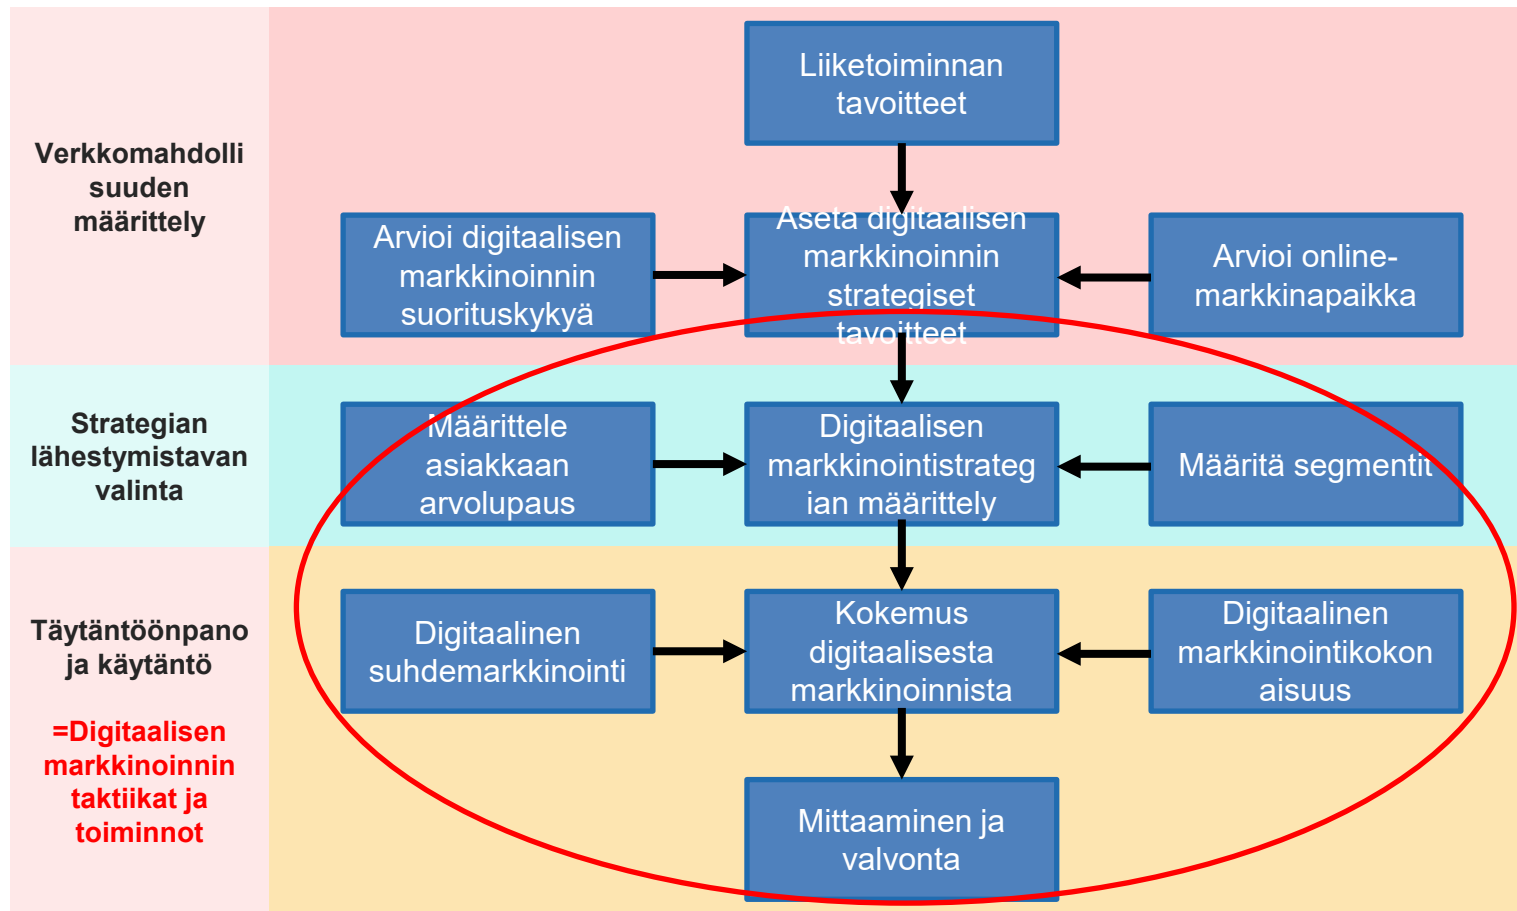 Liiketoiminnan
tavoitteet
Verkkomahdolli
suuden
määrittely
Arvioi digitaalisen
markkinoinnin
suorituskykyä
Aseta digitaalisen
markkinoinnin
strategiset
tavoitteet
Arvioi online-
markkinapaikka
Strategian
lähestymistavan
valinta
Määrittele
asiakkaan
arvolupaus
Digitaalisen
markkinointistrateg
ian määrittely
Määritä segmentit
Täytäntöönpano
ja käytäntö
=Digitaalisen
markkinoinnin
taktiikat ja
toiminnot
Digitaalinen
suhdemarkkinointi
Kokemus
digitaalisesta
markkinoinnista
Digitaalinen
markkinointikokon
aisuus
Mittaaminen ja
valvonta